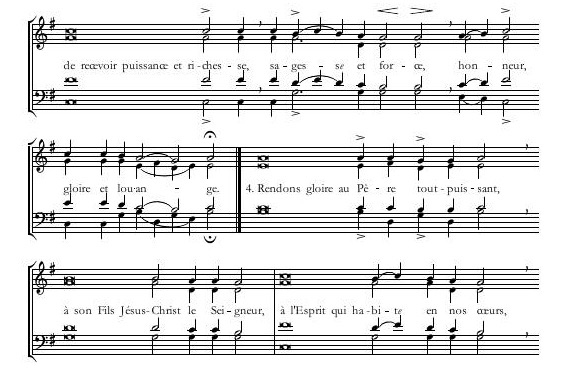 de recevoir puissance et ri-ches - se, sa - ges - se et for - ce, hon - neur,
gloire et lou-an - ge. 4. Rendons gloire au Pè - re tout - puis - sant,
à son Fils Jésus-Christ le Sei-gneur, à l'Esprit qui ha-bi - te en nos cœurs,